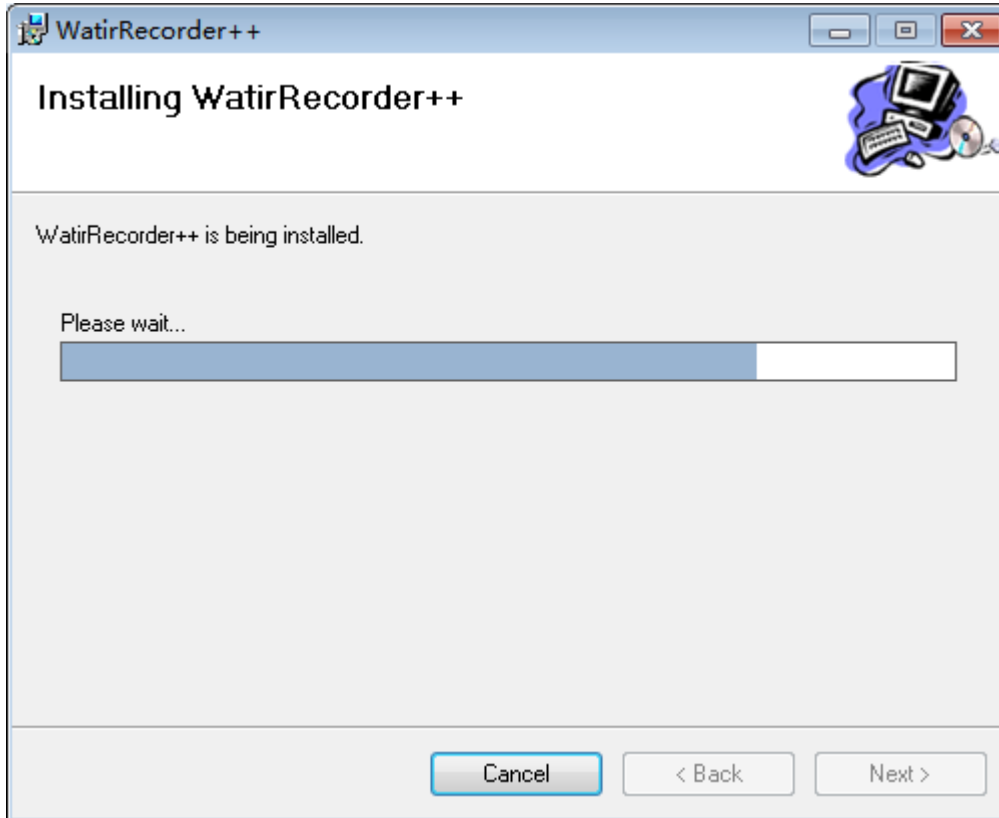 WatirRecorder++
Installing WatirRecorder++
WatirRecorder++ is being installed.
Please wait...
Cancel
< Back
Next >